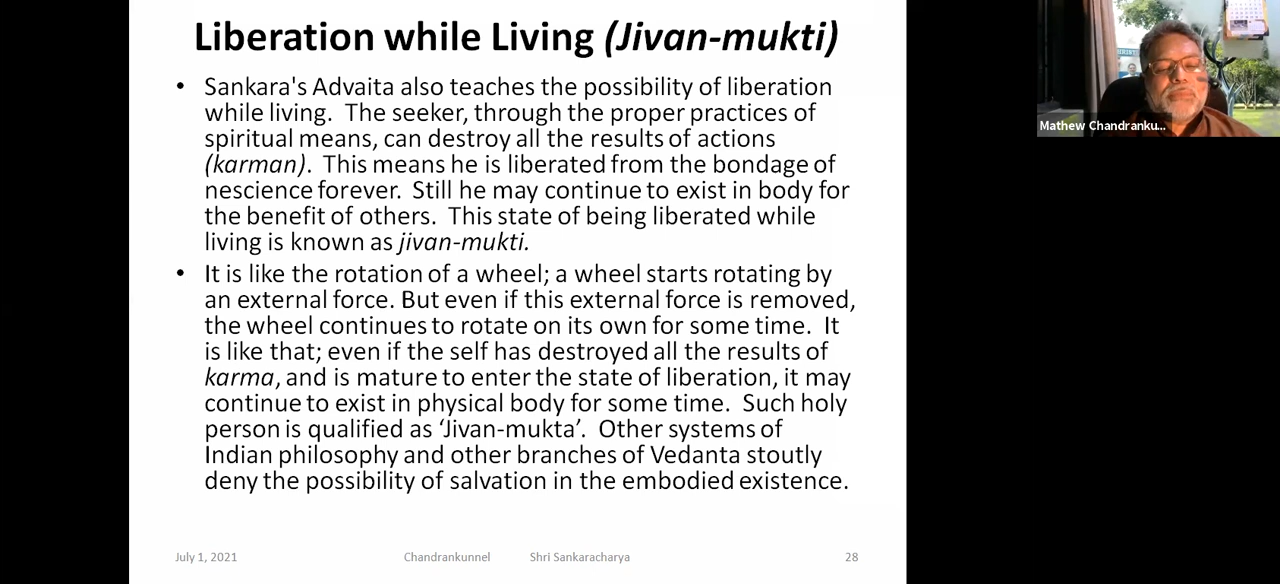 Liberation while Living (Jivan-mukti)
• Sankara's Advaita also teaches the possibility of liberation
while living.  The seeker, through the proper practices of
spiritual means, can destroy all the results of actions
(karman).  This means he is liberated from the bondage of
nescience forever.  Still he may continue to exist in body for
the benefit of others.  This state of being liberated while
living is known as jivan-mukti.
• It is like the rotation of a wheel; a wheel starts rotating by
an external force. But even if this external force is removed,
the wheel continues to rotate on its own for some time.  It
is like that; even if the self has destroyed all the results of
karma, and is mature to enter the state of liberation, it may
continue to exist in physical body for some time.  Such holy
person is qualified as ‘Jivan-mukta’.  Other systems of
Indian philosophy and other branches of Vedanta stoutly
deny the possibility of salvation in the embodied existence.
July 1, 2021 Chandrankunnel Shri Sankaracharya 28
Mathew Chandranku...